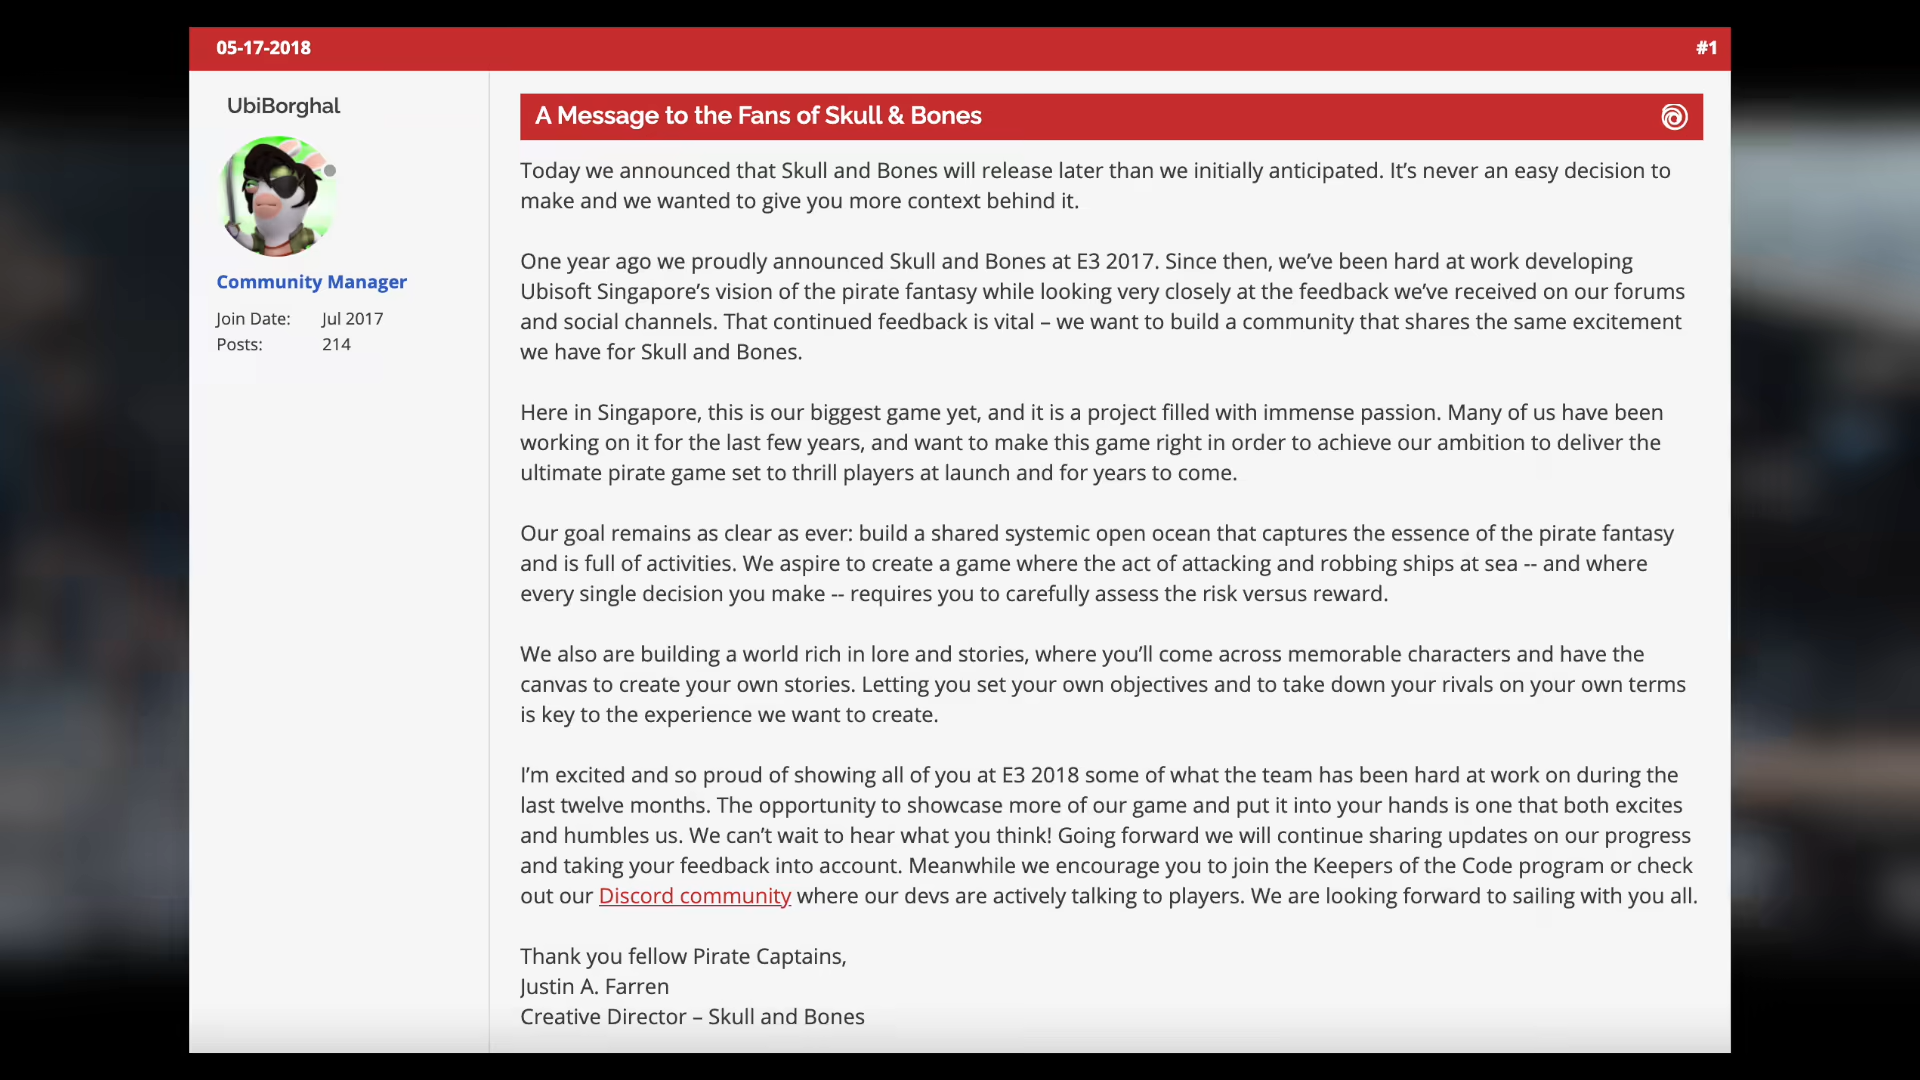 05-17-2018
#1
UbiBorghal
Community Manager
Join Date: Jul 2017
Posts: 214
A Message to the Fans of Skull & Bones
Today we announced that Skull and Bones will release later than we initially anticipated. It’s never an easy decision to
make and we wanted to give you more context behind it.
One year ago we proudly announced Skull and Bones at E3 2017. Since then, we’ve been hard at work developing
Ubisoft Singapore’s vision of the pirate fantasy while looking very closely at the feedback we’ve received on our forums
and social channels. That continued feedback is vital – we want to build a community that shares the same excitement
we have for Skull and Bones.
Here in Singapore, this is our biggest game yet, and it is a project filled with immense passion. Many of us have been
working on it for the last few years, and want to make this game right in order to achieve our ambition to deliver the
ultimate pirate game set to thrill players at launch and for years to come.
Our goal remains as clear as ever: build a shared systemic open ocean that captures the essence of the pirate fantasy
and is full of activities. We aspire to create a game where the act of attacking and robbing ships at sea -- and where
every single decision you make -- requires you to carefully assess the risk versus reward.
We also are building a world rich in lore and stories, where you’ll come across memorable characters and have the
canvas to create your own stories. Letting you set your own objectives and to take down your rivals on your own terms
is key to the experience we want to create.
I’m excited and so proud of showing all of you at E3 2018 some of what the team has been hard at work on during the
last twelve months. The opportunity to showcase more of our game and put it into your hands is one that both excites
and humbles us. We can’t wait to hear what you think! Going forward we will continue sharing updates on our progress
and taking your feedback into account. Meanwhile we encourage you to join the Keepers of the Code program or check
out our Discord community where our devs are actively talking to players. We are looking forward to sailing with you all.
Thank you fellow Pirate Captains,
Justin A. Farren
Creative Director – Skull and Bones